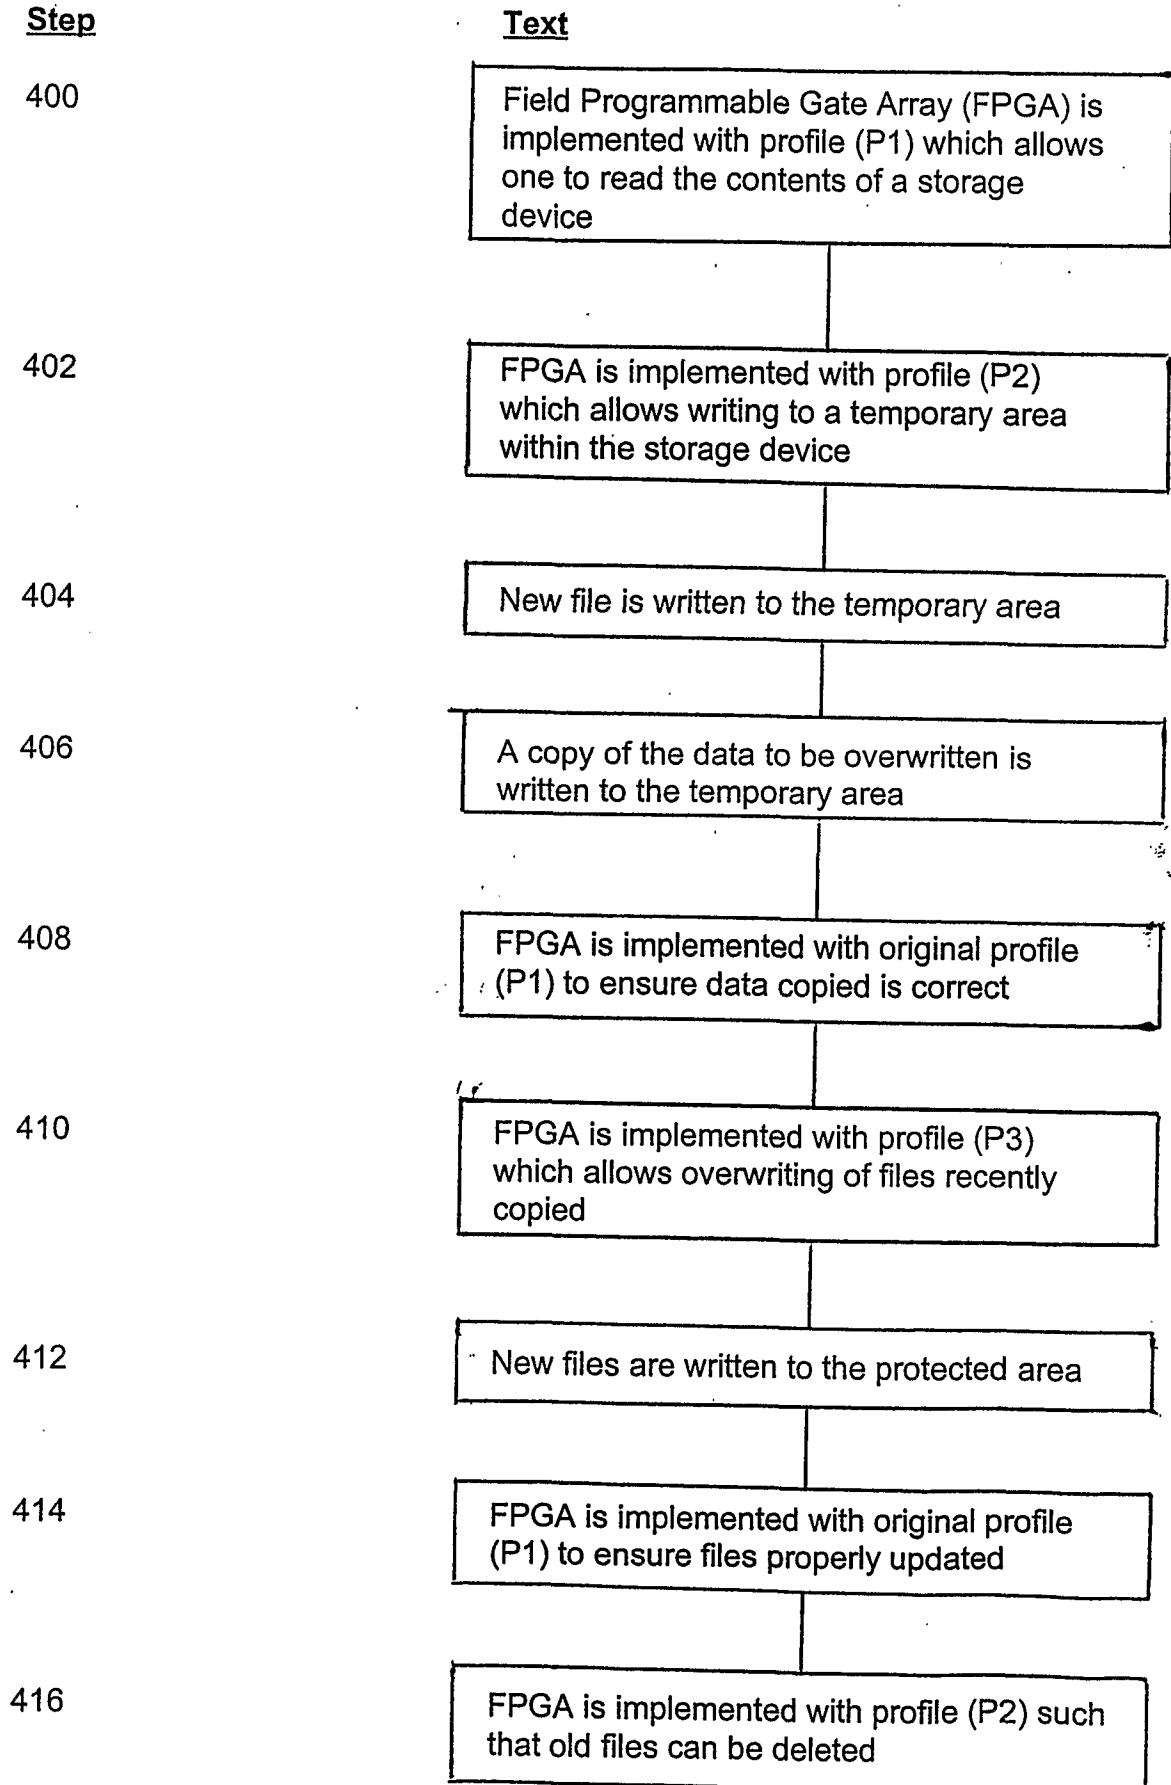 Step Text
400
Field Programmable Gate Array (FPGA) is
implemented with profile (P1) which allows
one to read the contents of a storage
device
402
FPGA is implemented with profile (P2)
which allows writing to a temporary area
within the storage device
404
New file is written to the temporary area
406
A copy of the data to be overwritten is
written to the temporary area
408
FPGA is implemented with original profile
(P1) to ensure data copied is correct
410
FPGA is implemented with profile (P3)
which allows overwriting of files recently
copied
412
New files are written to the protected area
414
FPGA is implemented with original profile
(P1) to ensure files properly updated
416
FPGA is implemented with profile (P2) such
that old files can be deleted